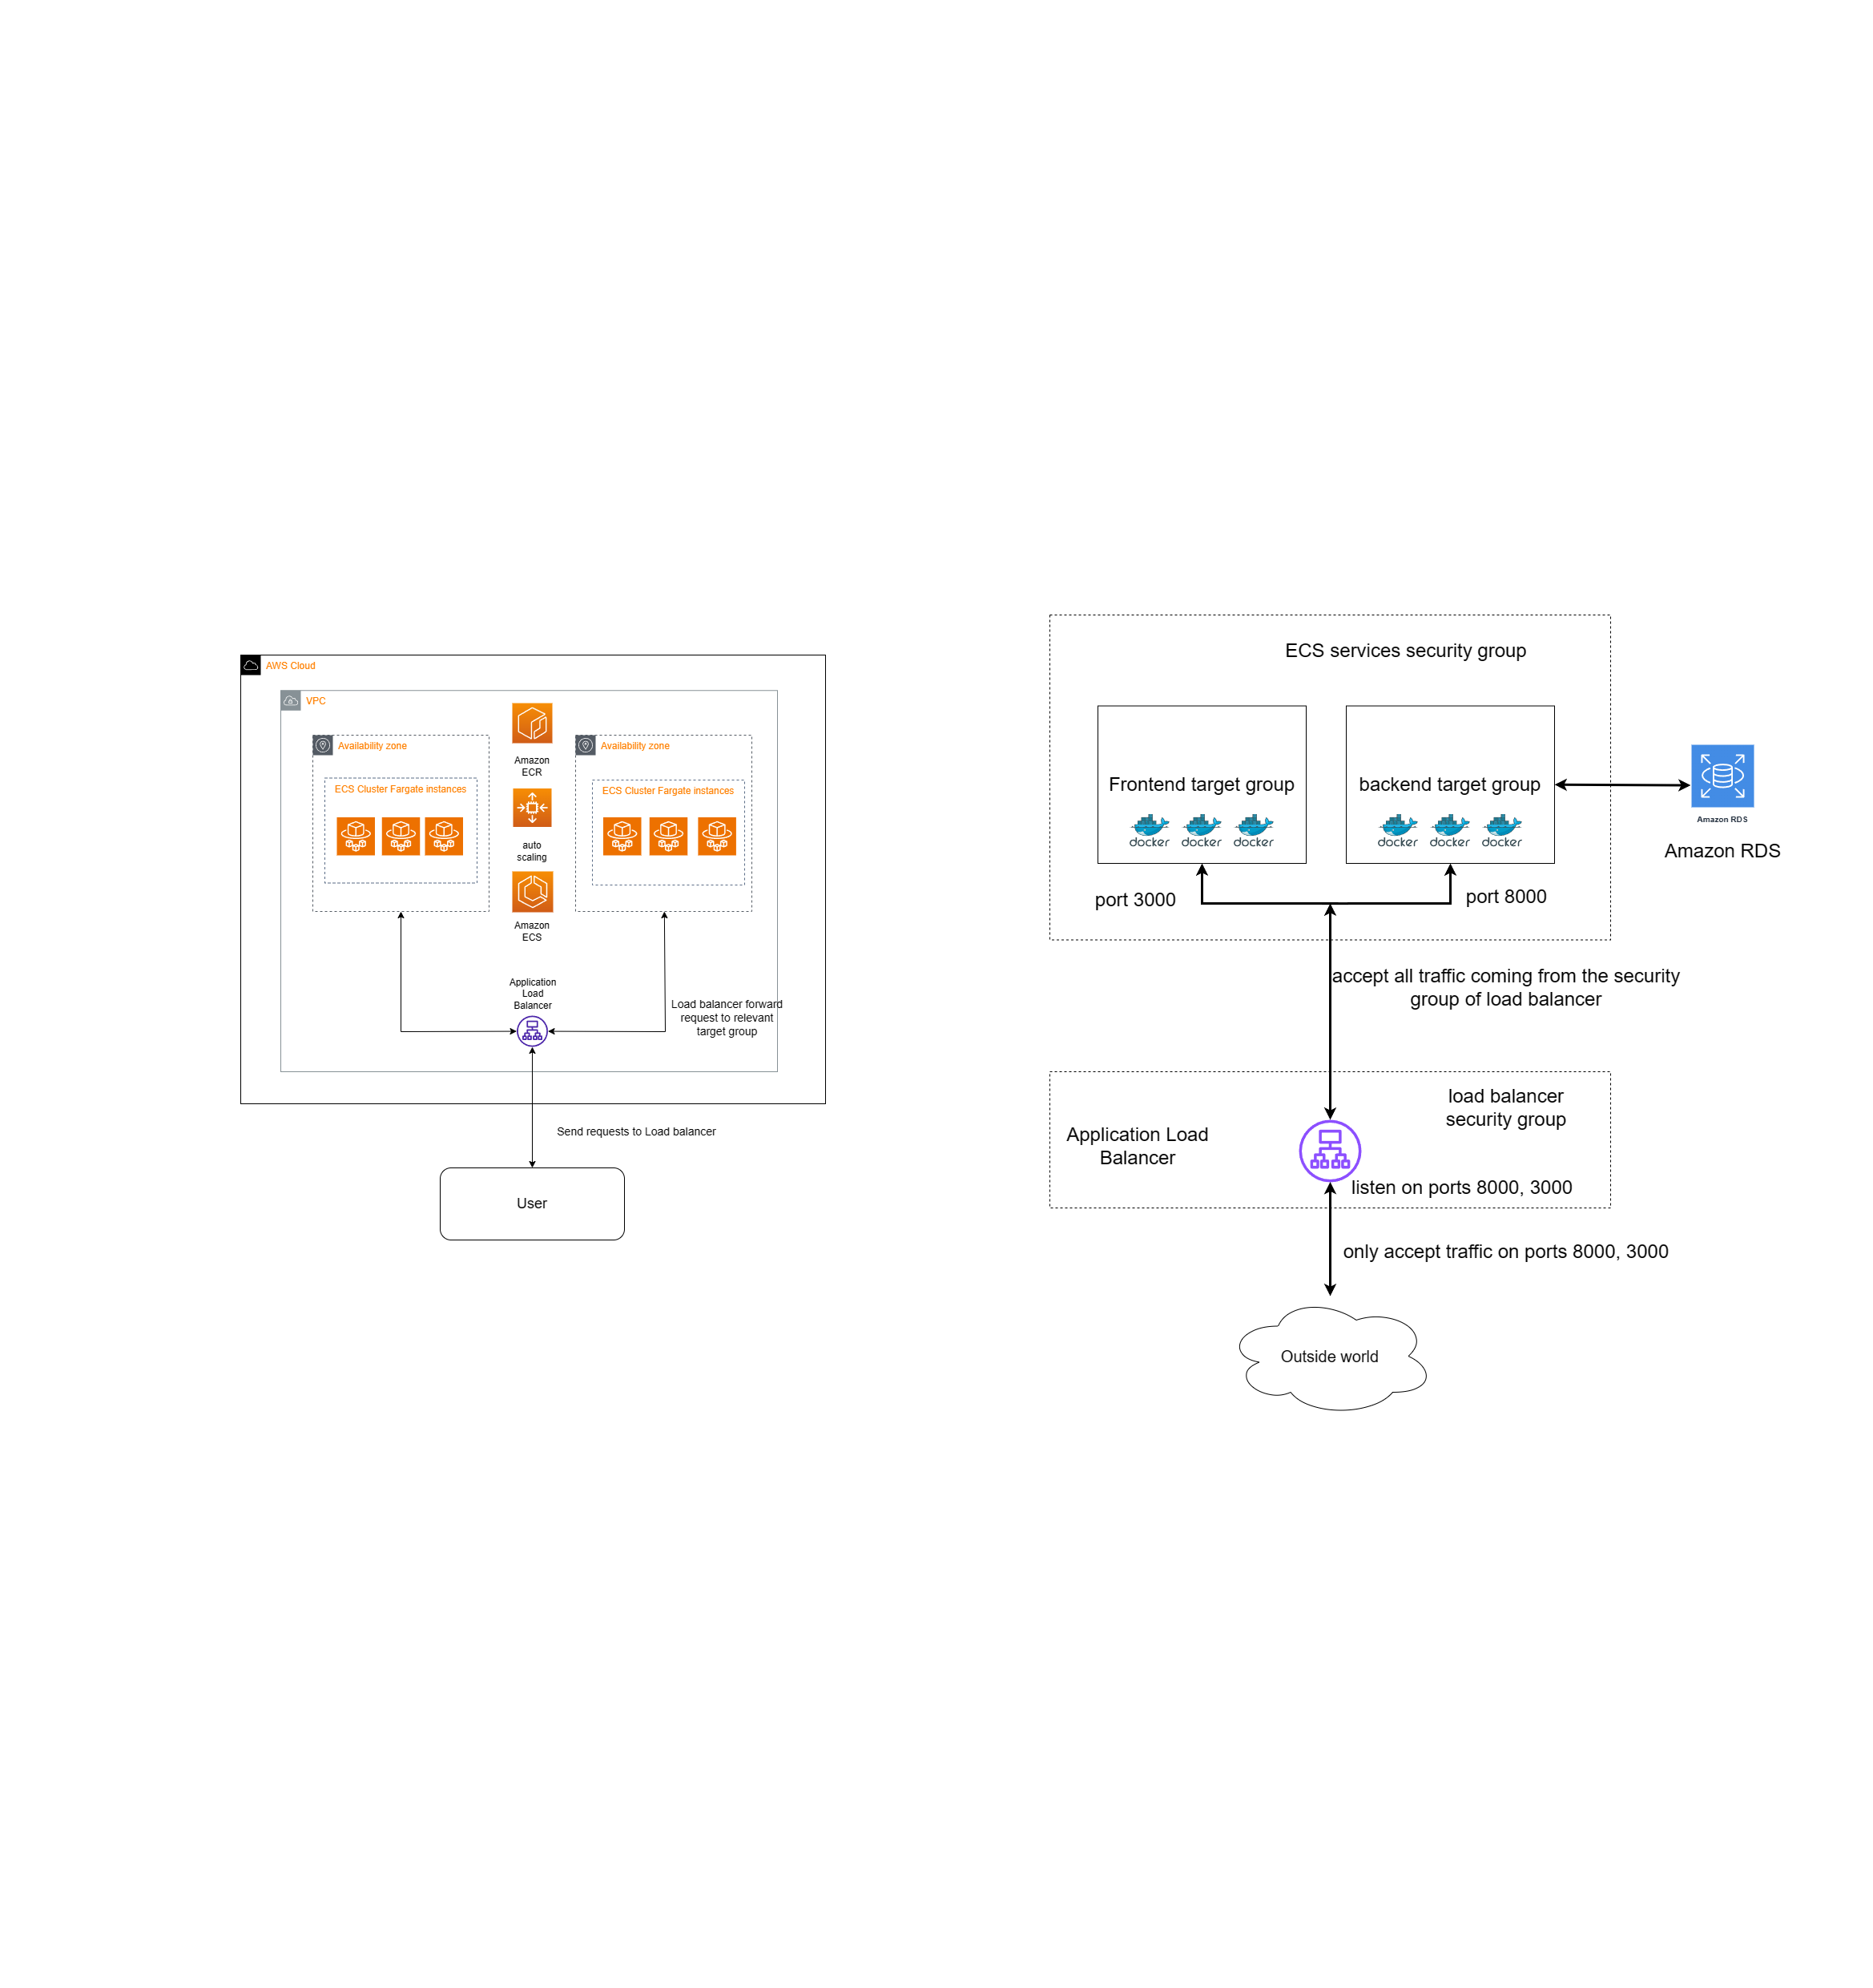 AWS Cloud
VPC
Availability zone
ECS Cluster Fargate instances
Amazon
ECR
auto
scaling
Amazon
ECS
Availability zone
ECS Cluster Fargate instances
Application
Load
Balancer
Load balancer forward
request to relevant
target group
Send requests to Load balancer
User
ECS services security group
Frontend target group
docker
docker
docker
backend target group
docker
docker
docker
Amazon RDS
Amazon RDS
port 3000
port 8000
accept all traffic coming from the security
group of load balancer
load balancer
security group
Application Load
Balancer
listen on ports 8000, 3000
only accept traffic on ports 8000, 3000
Outside world